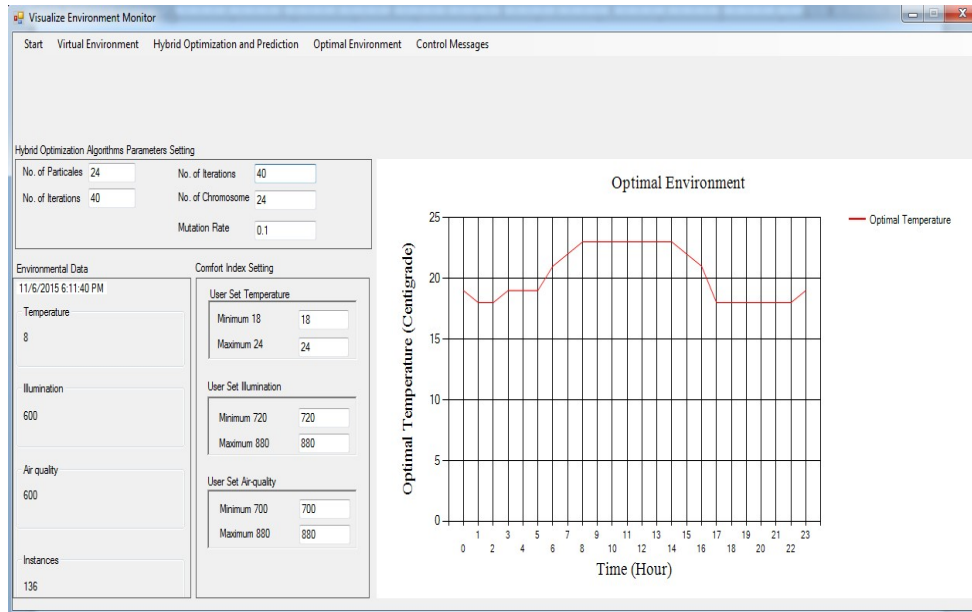 Visualize Environment Monitor
Start Virtual Environment Hybrid Optimization and Prediction Optimal Environment Control Messages
Hybrid Optimization Algorithms Parameters Setting
No. of Particales 24
No. of Iterations 40
No. of Iterations 40
No. of Chromosome 24
Mutation Rate 0.1
Environmental Data
11/6/2015 6:11:40 PM
Temperature
8
Illumination
600
Air quality
600
Instances
136
Comfort Index Setting
User Set Temperature
Minimum 18 18
Maximum 24 24
User Set Illumination
Minimum 720 720
Maximum 880 880
User Set Air-quality
Minimum 700 700
Maximum 880 880
Optimal Environment
Optimal Temperature
Optimal Temperature (Centigrade)
25
20
15
10
5
0
1 3 5 7 9 11 13 15 17 19 21 23
0 2 4 6 8 10 12 14 16 18 20 22
Time (Hour)